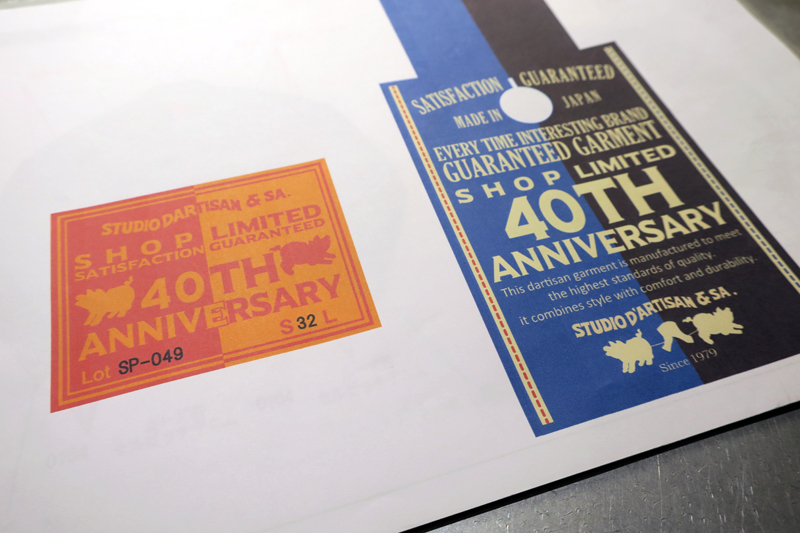 STUDIO D'ARTISAN & SA.
SHOP LIMITED
SATISFACTION GUARANTEED
40TH
ANNIVERSARY
S 32 L
Lot SP-049
SATISFACTION GUARANTEED
MADE IN JAPAN
EVERY TIME INTERESTING BRAND
GUARANTEED GARMENT
SHOP LIMITED
40TH
ANNIVERSARY
This dartisan garment is manufactured to meet
the highest standards of quality.
it combines style with comfort and durability.
STUDIO D'ARTISAN & SA.
Since 1979